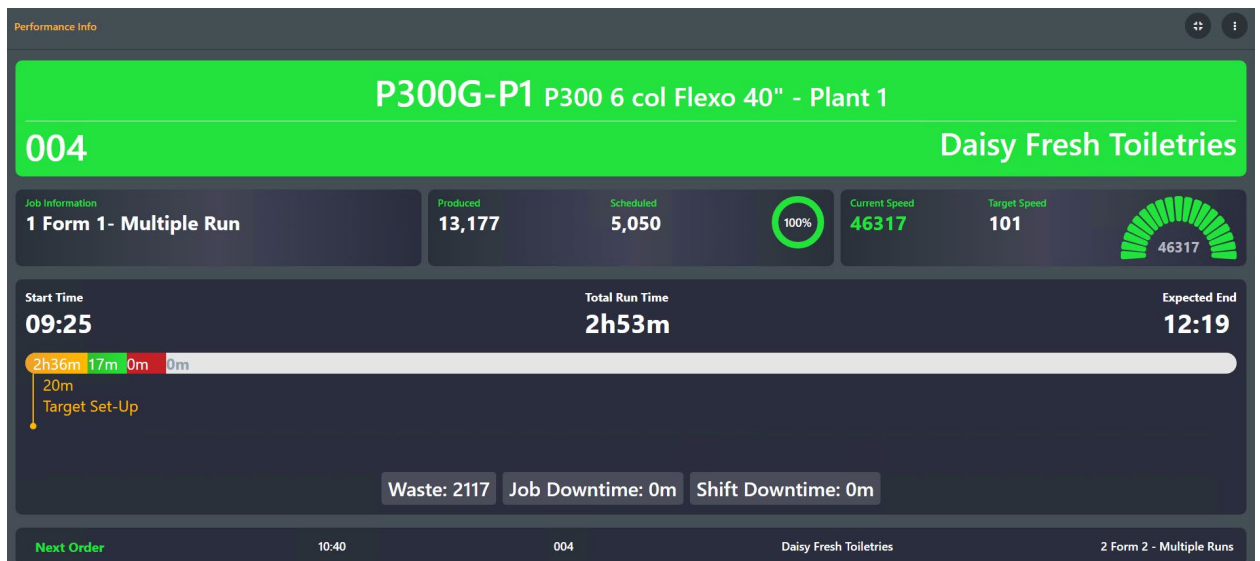 Performance Info
P300G-P1 P300 6 col Flexo 40" - Plant 1
004 Daisy Fresh Toiletries
Job Information Produced Scheduled Current Speed Target Speed
1 Form 1- Multiple Run 13,177 5,050 100% 46317 101
46317
Start Time Total Run Time Expected End
09:25 2h53m 12:19
2h36m 17m 0m 0m
20m
Target Set-Up
Waste: 2117 Job Downtime: 0m Shift Downtime: 0m
Next Order 10:40 004 Daisy Fresh Toiletries 2 Form 2 - Multiple Runs